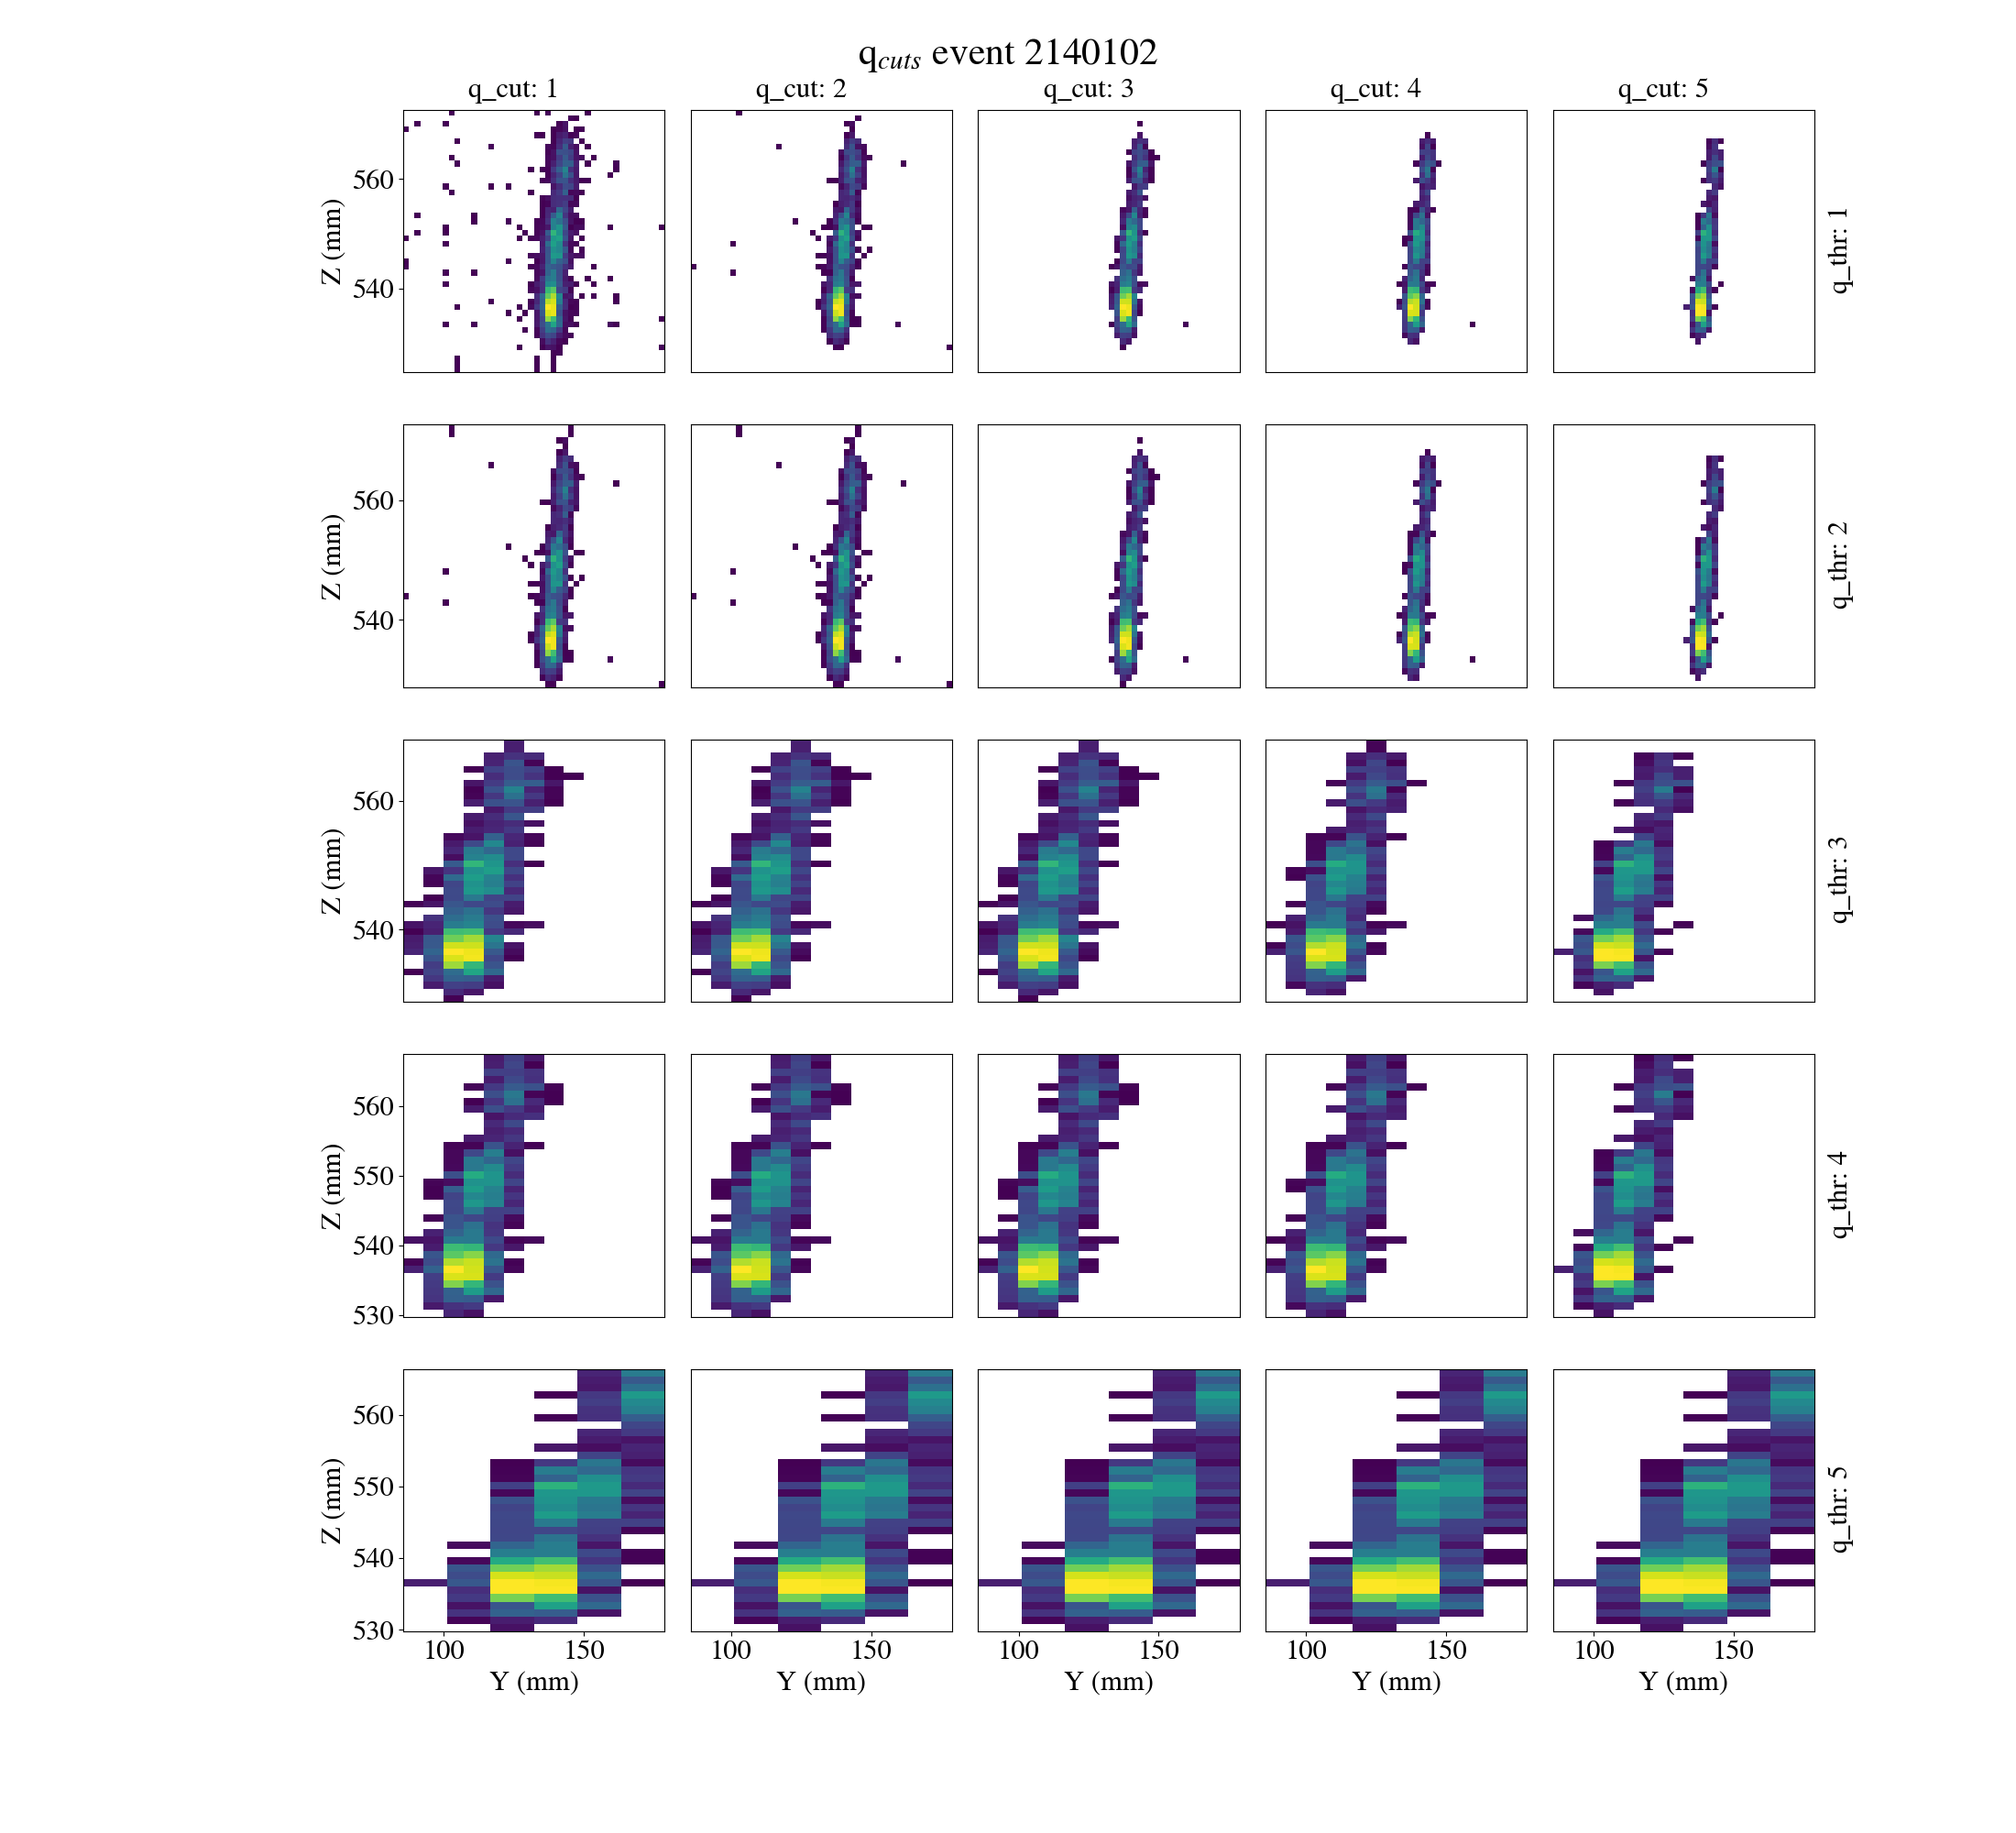 q_cuts event 2140102
q_cut: 1 q_cut: 2 q_cut: 3 q_cut: 4 q_cut: 5
560
540
Z (mm)
q_thr: 1
560
540
Z (mm)
q_thr: 2
560
540
Z (mm)
q_thr: 3
560
550
540
530
Z (mm)
q_thr: 4
560
550
540
530
Z (mm)
q_thr: 5
100 150 100 150 100 150 100 150 100 150
Y (mm) Y (mm) Y (mm) Y (mm) Y (mm)